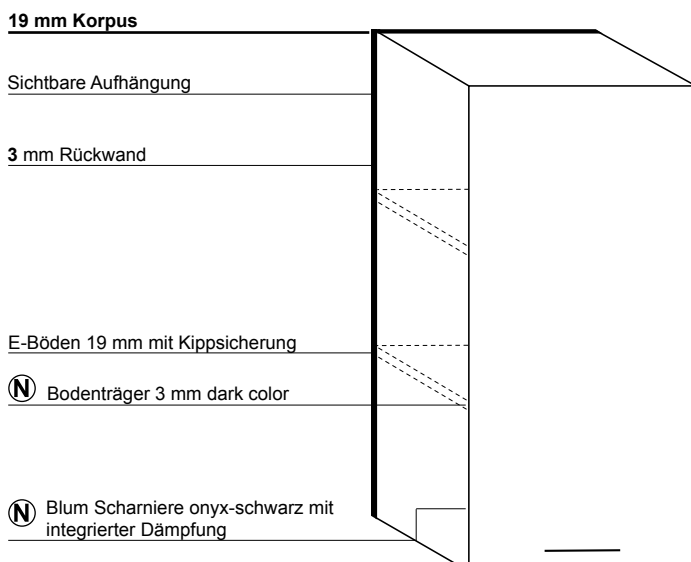 19 mm Korpus
Sichtbare Aufhängung
3 mm Rückwand
E-Böden 19 mm mit Kippsicherung
N Bodenträger 3 mm dark color
N Blum Scharniere onyx-schwarz mit
integrierter Dämpfung